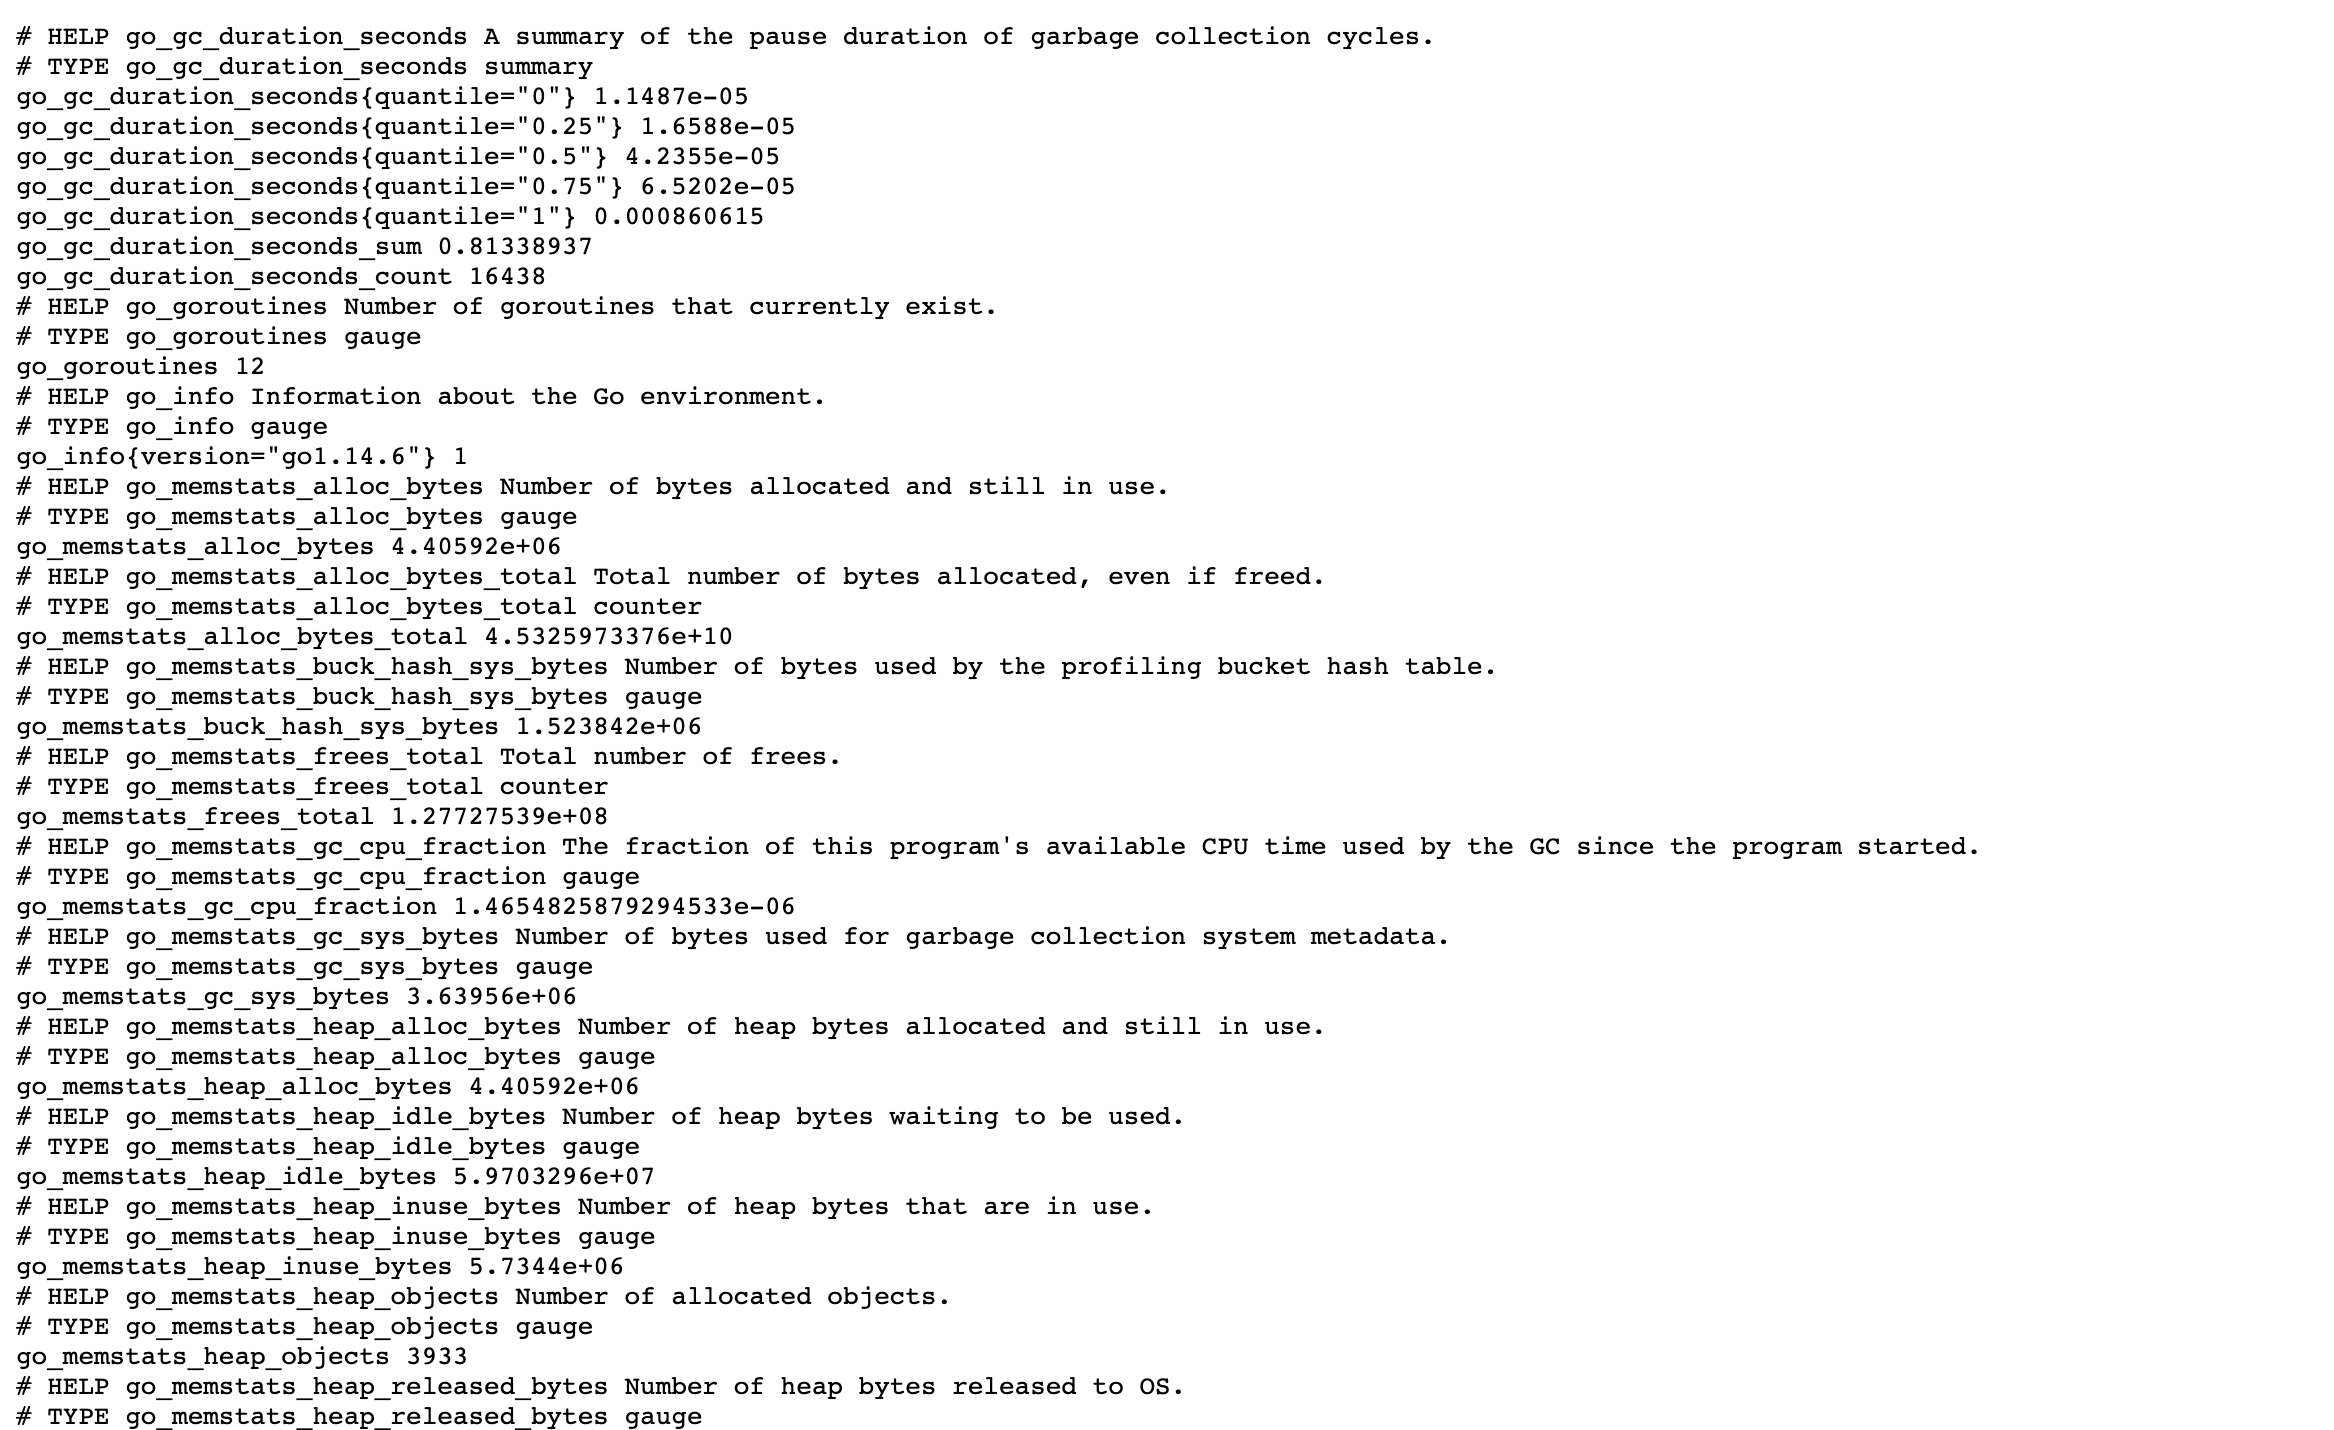 # HELP go_gc_duration_seconds A summary of the pause duration of garbage collection cycles.
# TYPE go_gc_duration_seconds summary
go_gc_duration_seconds{quantile="0"} 1.1487e-05
go_gc_duration_seconds{quantile="0.25"} 1.6588e-05
go_gc_duration_seconds{quantile="0.5"} 4.2355e-05
go_gc_duration_seconds{quantile="0.75"} 6.5202e-05
go_gc_duration_seconds{quantile="1"} 0.000860615
go_gc_duration_seconds_sum 0.81338937
go_gc_duration_seconds_count 16438
# HELP go_goroutines Number of goroutines that currently exist.
# TYPE go_goroutines gauge
go_goroutines 12
# HELP go_info Information about the Go environment.
# TYPE go_info gauge
go_info{version="go1.14.6"} 1
# HELP go_memstats_alloc_bytes Number of bytes allocated and still in use.
# TYPE go_memstats_alloc_bytes gauge
go_memstats_alloc_bytes 4.40592e+06
# HELP go_memstats_alloc_bytes_total Total number of bytes allocated, even if freed.
# TYPE go_memstats_alloc_bytes_total counter
go_memstats_alloc_bytes_total 4.5325973376e+10
# HELP go_memstats_buck_hash_sys_bytes Number of bytes used by the profiling bucket hash table.
# TYPE go_memstats_buck_hash_sys_bytes gauge
go_memstats_buck_hash_sys_bytes 1.523842e+06
# HELP go_memstats_frees_total Total number of frees.
# TYPE go_memstats_frees_total counter
go_memstats_frees_total 1.27727539e+08
# HELP go_memstats_gc_cpu_fraction The fraction of this program's available CPU time used by the GC since the program started.
# TYPE go_memstats_gc_cpu_fraction gauge
go_memstats_gc_cpu_fraction 1.4654825879294533e-06
# HELP go_memstats_gc_sys_bytes Number of bytes used for garbage collection system metadata.
# TYPE go_memstats_gc_sys_bytes gauge
go_memstats_gc_sys_bytes 3.63956e+06
# HELP go_memstats_heap_alloc_bytes Number of heap bytes allocated and still in use.
# TYPE go_memstats_heap_alloc_bytes gauge
go_memstats_heap_alloc_bytes 4.40592e+06
# HELP go_memstats_heap_idle_bytes Number of heap bytes waiting to be used.
# TYPE go_memstats_heap_idle_bytes gauge
go_memstats_heap_idle_bytes 5.9703296e+07
# HELP go_memstats_heap_inuse_bytes Number of heap bytes that are in use.
# TYPE go_memstats_heap_inuse_bytes gauge
go_memstats_heap_inuse_bytes 5.7344e+06
# HELP go_memstats_heap_objects Number of allocated objects.
# TYPE go_memstats_heap_objects gauge
go_memstats_heap_objects 3933
# HELP go_memstats_heap_released_bytes Number of heap bytes released to OS.
# TYPE go_memstats_heap_released_bytes gauge